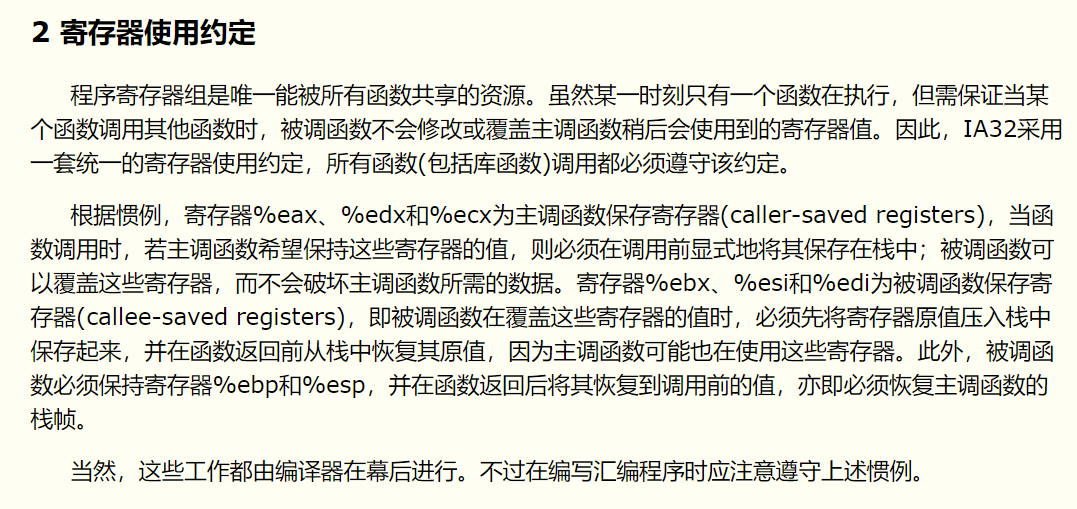 2 寄存器使用约定
程序寄存器组是唯一能被所有函数共享的资源。虽然某一时刻只有一个函数在执行，但需保证当某
个函数调用其他函数时，被调函数不会修改或覆盖主调函数稍后会使用到的寄存器值。因此，IA32采用
一套统一的寄存器使用约定，所有函数(包括库函数)调用都必须遵守该约定。
根据惯例，寄存器%eax、%edx和%ecx为主调函数保存寄存器(caller-saved registers)，当函
数调用时，若主调函数希望保持这些寄存器的值，则必须在调用前显式地将其保存在栈中；被调函数可
以覆盖这些寄存器，而不会破坏主调函数所需的数据。寄存器%ebx、%esi和%edi为被调函数保存寄
存器(callee-saved registers)，即被调函数在覆盖这些寄存器的值时，必须先将寄存器原值压入栈中
保存起来，并在函数返回前从栈中恢复其原值，因为主调函数可能也在使用这些寄存器。此外，被调函
数必须保持寄存器%ebp和%esp，并在函数返回后将其恢复到调用前的值，亦即必须恢复主调函数的
栈帧。
当然，这些工作都由编译器在幕后进行。不过在编写汇编程序时应注意遵守上述惯例。